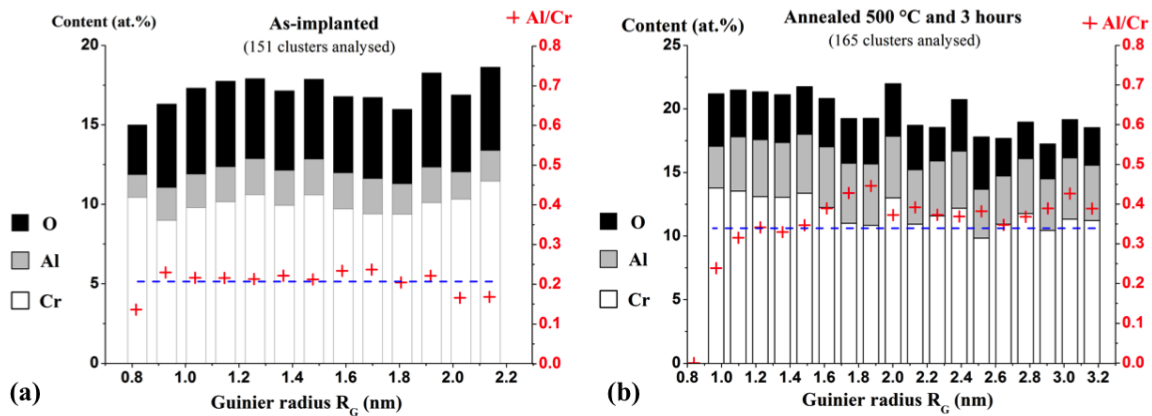 As-implanted
Content (at.%)
(151 clusters analysed)
+ Al/Cr
20
15
10
5
0
0.8
0.7
0.6
0.5
0.4
0.3
0.2
0.1
0.0
O
Al
Cr
0.8 1.0 1.2 1.4 1.6 1.8 2.0 2.2
(a)
Guinier radius R_G (nm)
Annealed 500 °C and 3 hours
Content (at.%)
(165 clusters analysed)
+ Al/Cr
25
20
15
10
5
0
0.8
0.7
0.6
0.5
0.4
0.3
0.2
0.1
0.0
O
Al
Cr
0.8 1.0 1.2 1.4 1.6 1.8 2.0 2.2 2.4 2.6 2.8 3.0 3.2
(b)
Guinier radius R_G (nm)